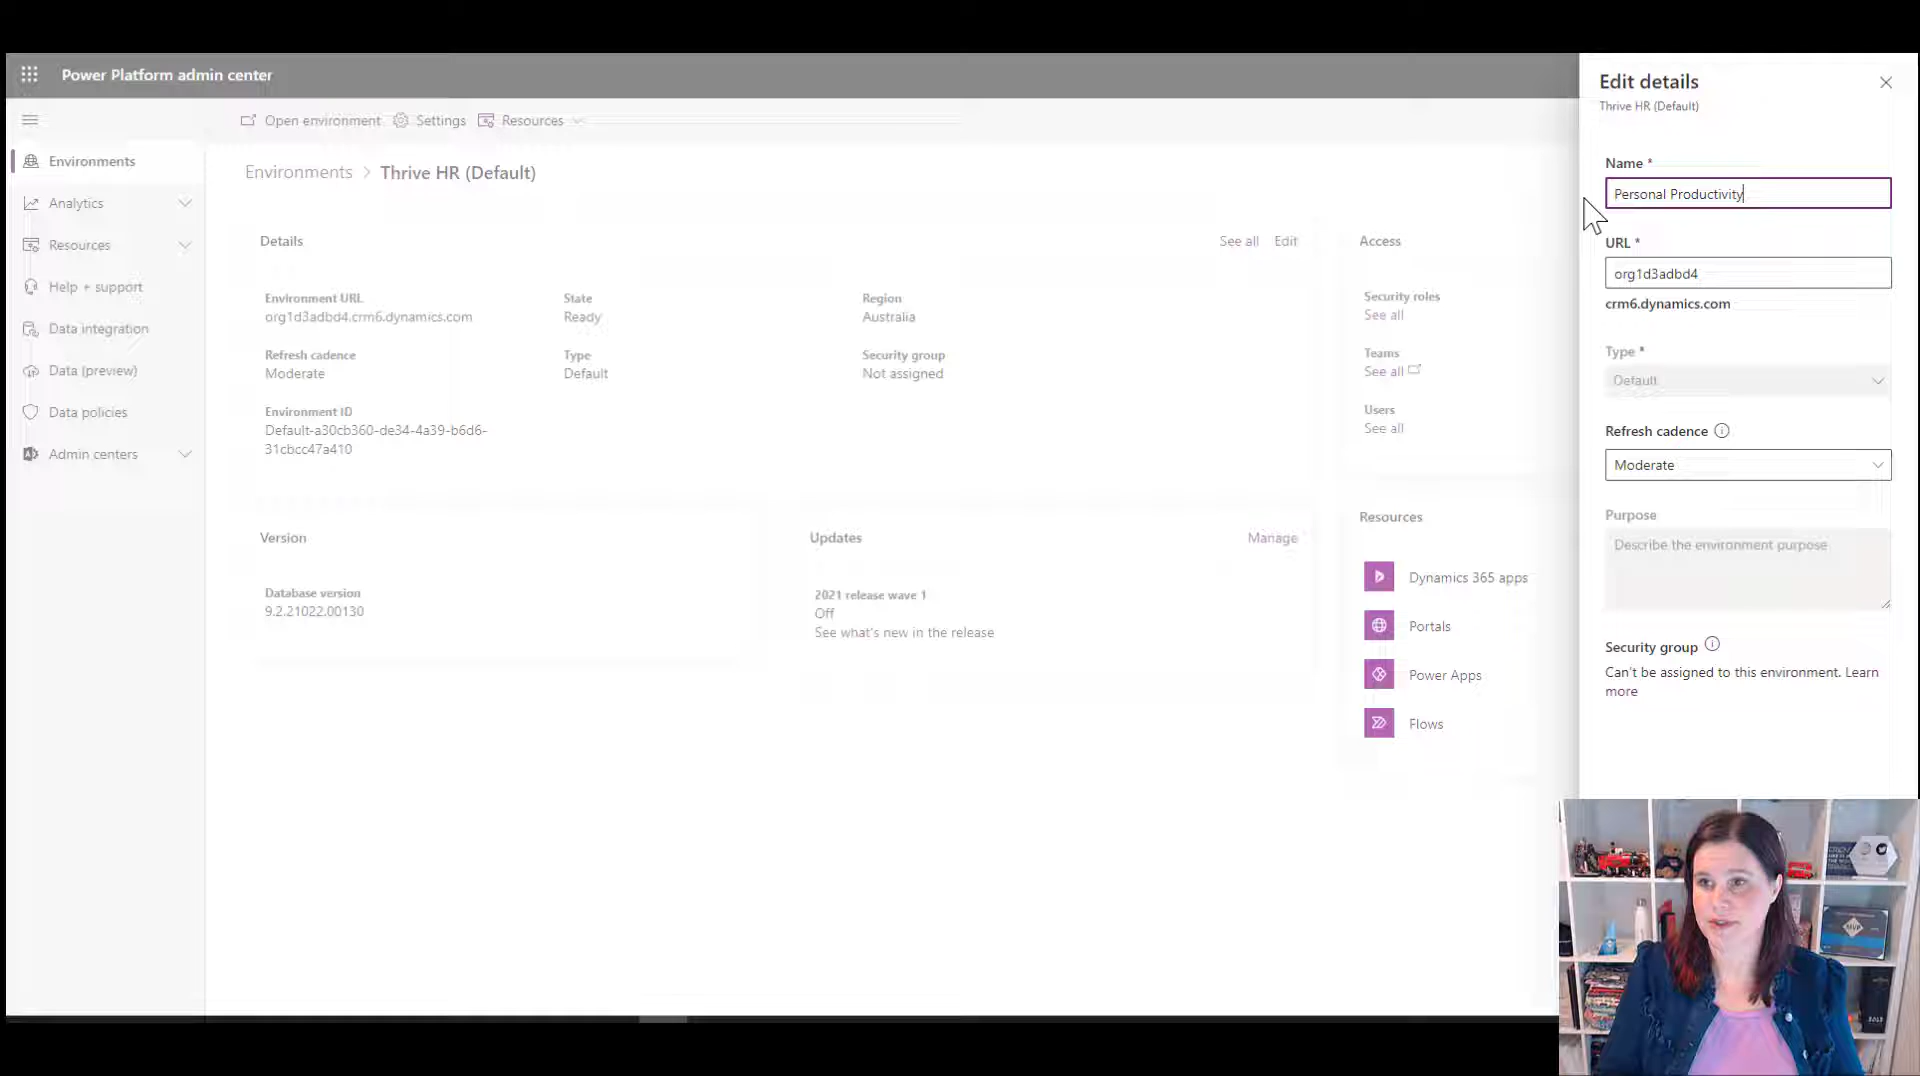 Power Platform admin center
Open environment
Settings
Resources
Environments
Analytics
Resources
Help + support
Data integration
Data (preview)
Data policies
Admin centers
Environments > Thrive HR (Default)
Details
See all
Edit
Environment URL
org1d3adbd4.crm6.dynamics.com
State
Ready
Region
Australia
Refresh cadence
Moderate
Type
Default
Security group
Not assigned
Environment ID
Default-a30cb360-de34-4a39-b6d6-
31cbcc47a410
Version
Database version
9.2.21022.00130
Updates
Manage
2021 release wave 1
Off
See what's new in the release
Access
Security roles
See all
Teams
See all
Users
See all
Resources
Dynamics 365 apps
Portals
Power Apps
Flows
Edit details
Thrive HR (Default)
Name *
Personal Productivity
URL *
org1d3adbd4
crm6.dynamics.com
Type *
Default
Refresh cadence
Moderate
Purpose
Describe the environment purpose
Security group
Can't be assigned to this environment. Learn
more
MVP